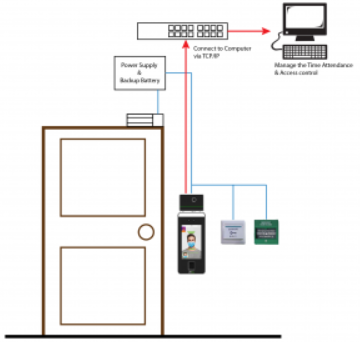 Connect to Computer
via TCP/IP
Power Supply
&
Backup Battery
Manage the Time Attendance
& Access control